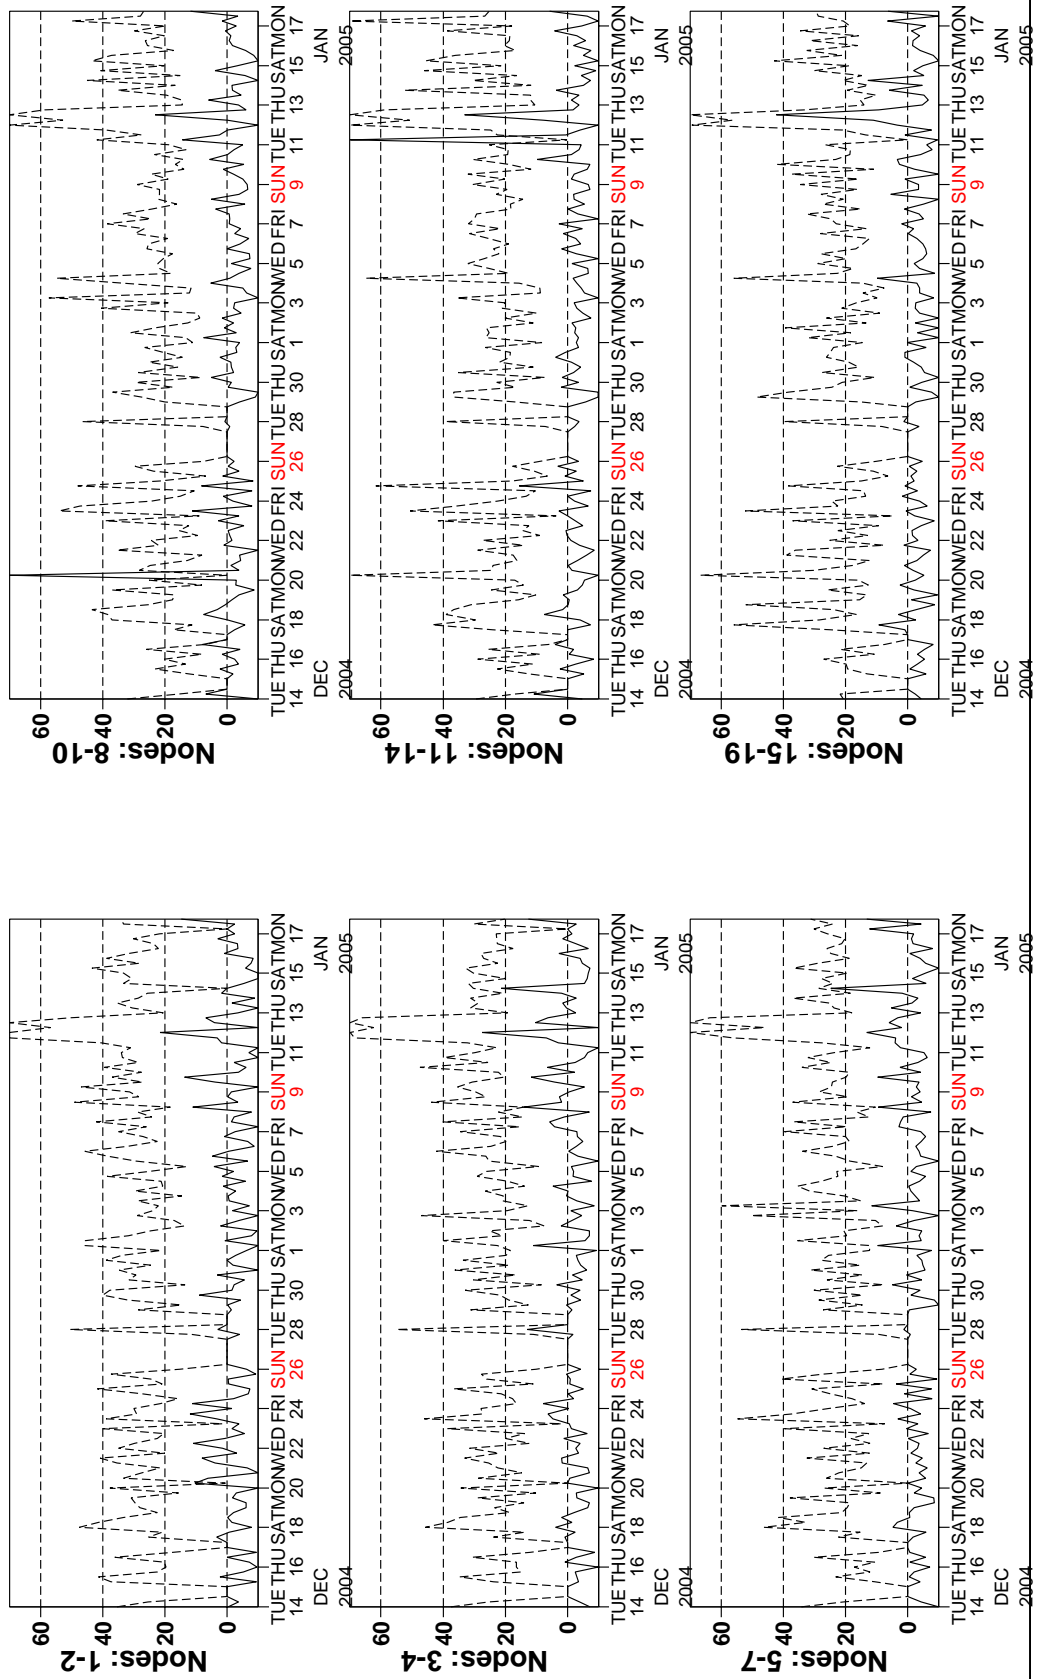 Nodes: 1-2
60
40
20
0
TUE THU SAT MON WED FRI SUN TUE THU SAT MON WED FRI SUN TUE THU SAT MON
14 16 18 20 22 24 26 28 30 1 3 5 7 9 11 13 15 17
DEC JAN
2004 2005
Nodes: 3-4
60
40
20
0
TUE THU SAT MON WED FRI SUN TUE THU SAT MON WED FRI SUN TUE THU SAT MON
14 16 18 20 22 24 26 28 30 1 3 5 7 9 11 13 15 17
DEC JAN
2004 2005
Nodes: 5-7
60
40
20
0
TUE THU SAT MON WED FRI SUN TUE THU SAT MON WED FRI SUN TUE THU SAT MON
14 16 18 20 22 24 26 28 30 1 3 5 7 9 11 13 15 17
DEC JAN
2004 2005
Nodes: 8-10
60
40
20
0
TUE THU SAT MON WED FRI SUN TUE THU SAT MON WED FRI SUN TUE THU SAT MON
14 16 18 20 22 24 26 28 30 1 3 5 7 9 11 13 15 17
DEC JAN
2004 2005
Nodes: 11-14
60
40
20
0
TUE THU SAT MON WED FRI SUN TUE THU SAT MON WED FRI SUN TUE THU SAT MON
14 16 18 20 22 24 26 28 30 1 3 5 7 9 11 13 15 17
DEC JAN
2004 2005
Nodes: 15-19
60
40
20
0
TUE THU SAT MON WED FRI SUN TUE THU SAT MON WED FRI SUN TUE THU SAT MON
14 16 18 20 22 24 26 28 30 1 3 5 7 9 11 13 15 17
DEC JAN
2004 2005